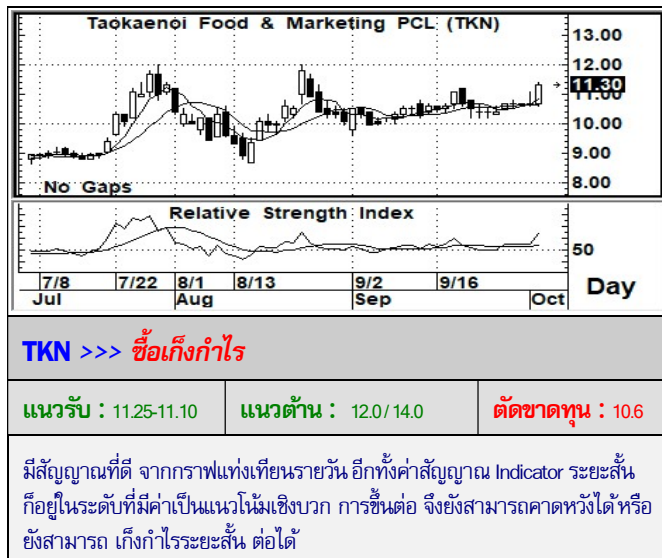 Taokaenoi Food & Marketing PCL (TKN)
13.00
12.00
11.30
11.00
10.00
9.00
8.00
No Gaps
Relative Strength Index
50
7/8 7/22 8/1 8/13 9/2 9/16
Jul Aug Sep Oct
Day
TKN >>> ซื้อเก็งกำไร
แนวรับ : 11.25-11.10 แนวต้าน : 12.0/14.0 ตัดขาดทุน : 10.6
มีสัญญาณที่ดี จากกราฟแท่งเทียนรายวัน อีกทั้งค่าสัญญาณ Indicator ระยะสั้น
ก็อยู่ในระดับที่มีค่าเป็นแนวโน้มเชิงบวก การขึ้นต่อ จึงยังสามารถคาดหวังได้หรือ
ยังสามารถ เก็งกำไรระยะสั้น ต่อได้